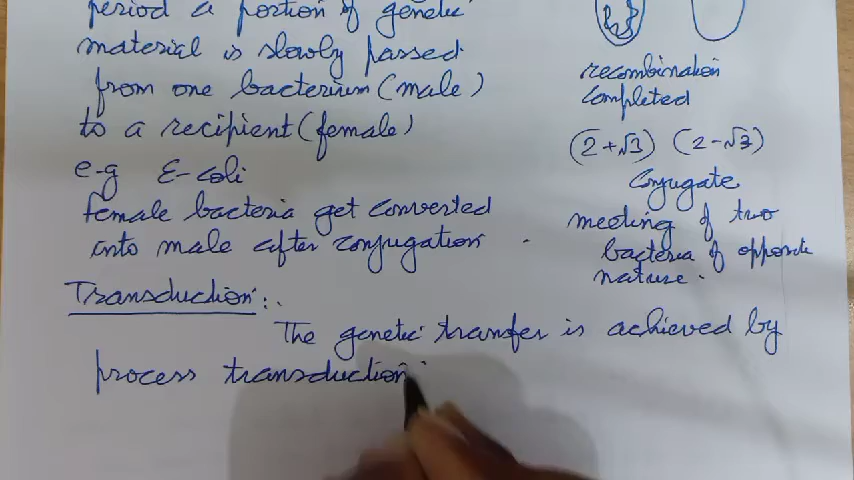 period a portion of genetic
material is slowly passed
from one bacterium (male)
to a recipient (female)
e-g E-coli
female bacteria get converted
into male after conjugation
recombination
completed
(2+√3) (2-√3)
Conjugate
meeting of two
bacteria of opposite
nature.
Transduction:.
The genetic transfer is achieved by
process transduction